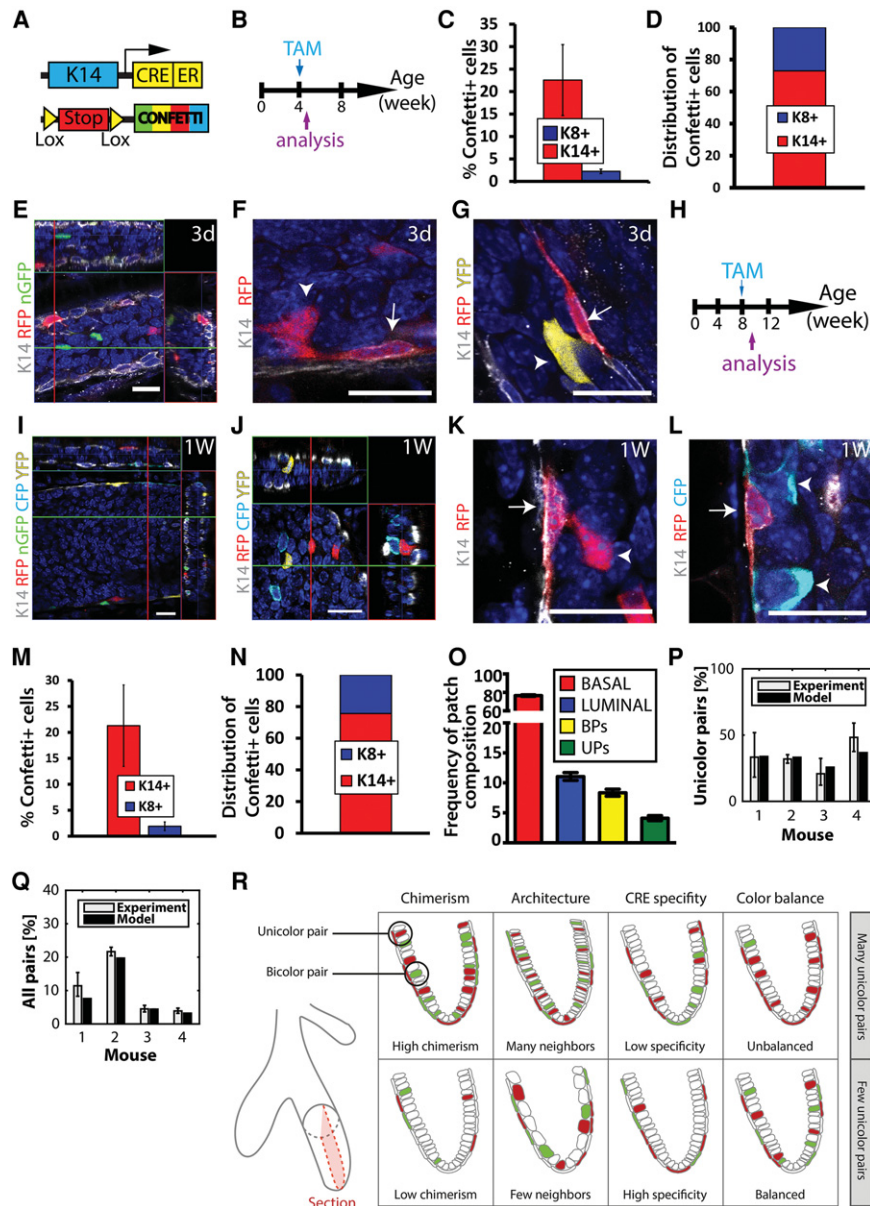 A
K14
CRE ER
Stop
CONFETTI
Lox
Lox
B
TAM
Age
(week)
0 4 8
analysis
C
% Confetti+ cells
35
30
25
20
15
10
5
0
K8+
K14+
D
Distribution of
Confetti+ cells
100
80
60
40
20
0
K8+
K14+
E
3d
K14 RFP nGFP
F
3d
K14 RFP
G
3d
K14 RFP YFP
H
TAM
Age
(week)
0 4 8 12
analysis
I
1W
K14 RFP nGFP CFP YFP
J
1W
K14 RFP CFP YFP
K
1W
K14 RFP
L
1W
K14 RFP CFP
M
% Confetti+ cells
30
25
20
15
10
5
0
K14+
K8+
N
Distribution of
Confetti+ cells
100
80
60
40
20
0
K8+
K14+
O
Frequency of patch
composition
100
80
60
20
15
10
5
0
BASAL
LUMINAL
BPs
UPs
P
Unicolor pairs [%]
100
50
0
Experiment
Model
1 2 3 4
Mouse
Q
All pairs [%]
40
30
20
10
0
Experiment
Model
1 2 3 4
Mouse
R
Chimerism Architecture CRE specifity Color balance
Unicolor pair
Bicolor pair
High chimerism Many neighbors Low specificity Unbalanced
Many unicolor pairs
Low chimerism Few neighbors High specificity Balanced
Few unicolor pairs
Section